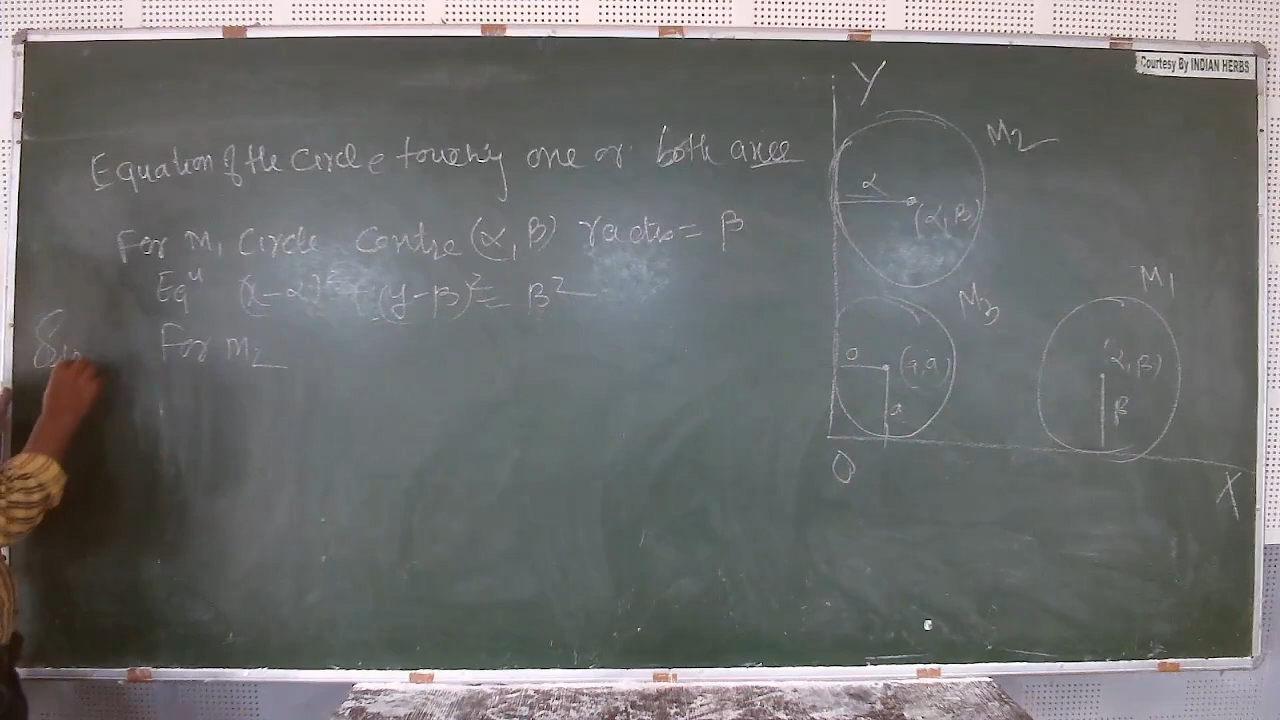 Courtesy By INDIAN HERBS
Equation of the Circle touching one or both axes
For M1 Circle Centre (α, β) radius = β
Eqn (x-α)² + (y-β)² = β²
For M2
Y
M2
α
(α, β)
M3
a
(a,a)
a
M1
(α, β)
β
O
X